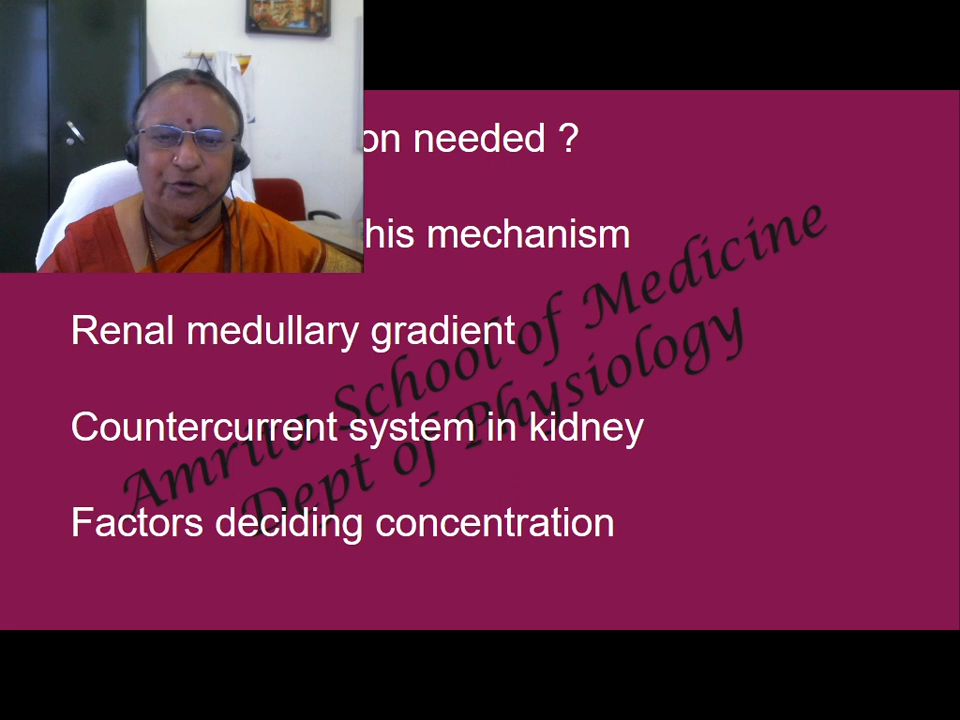 on needed ?
his mechanism
Renal medullary gradient
Countercurrent system in kidney
Factors deciding concentration
Amrita School of Medicine
Dept of Physiology